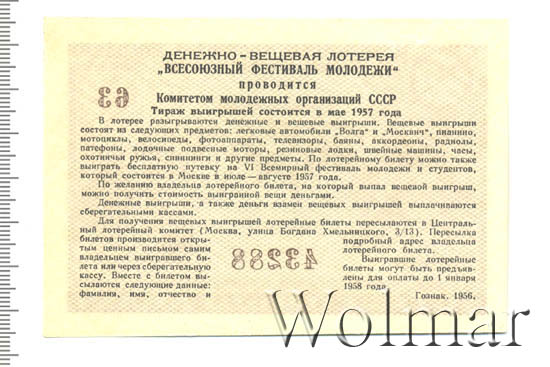 ДЕНЕЖНО-ВЕЩЕВАЯ ЛОТЕРЕЯ
„ВСЕСОЮЗНЫЙ ФЕСТИВАЛЬ МОЛОДЕЖИ“
проводится
63
Комитетом молодежных организаций СССР
Тираж выигрышей состоится в мае 1957 года
В лотерее разыгрываются денежные и вещевые выигрыши. Вещевые выигрыши
состоят из следующих предметов: легковые автомобили „Волга“ и „Москвич“, пианино,
мотоциклы, велосипеды, фотоаппараты, телевизоры, баяны, аккордеоны, радиолы,
патефоны, лодочные подвесные моторы, резиновые лодки, швейные машины, часы,
охотничьи ружья, спиннинги и другие предметы. По лотерейному билету можно также
выиграть бесплатную путевку на VI Всемирный фестиваль молодежи и студентов,
который состоится в Москве в июле—августе 1957 года.
По желанию владельца лотерейного билета, на который выпал вещевой выигрыш,
можно получить стоимость выигранной вещи деньгами.
Денежные выигрыши, а также деньги взамен вещевых выигрышей выплачиваются
сберегательными кассами.
Для получения вещевых выигрышей лотерейные билеты пересылаются в Централь-
ный лотерейный комитет (Москва, улица Богдана Хмельницкого, 3/13). Пересылка
билетов производится откры-
тым ценным письмом самим
владельцем выигравшего би-
лета или через сберегательную
кассу. Вместе с билетом вы-
сылаются следующие данные:
фамилия, имя, отчество и
43288
подробный адрес владельца
лотерейного билета.
Выигравшие лотерейные
билеты могут быть предъявле-
ны для оплаты до 1 января
1958 года.
Гознак. 1956.
Wolmar